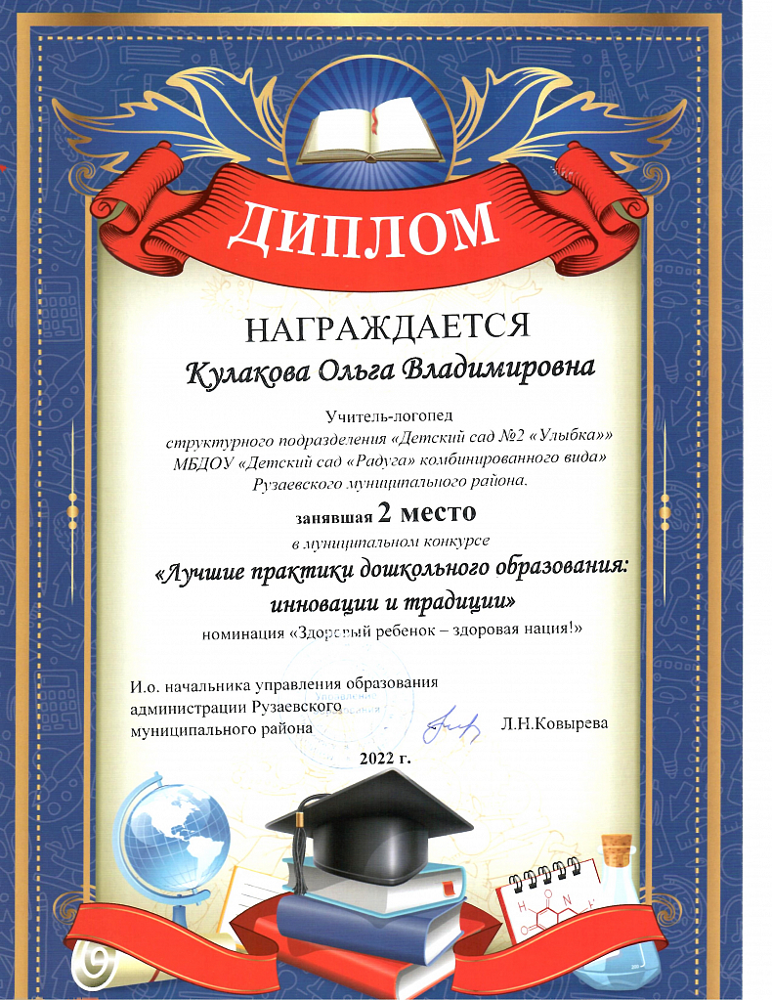 ДИПЛОМ
НАГРАЖДАЕТСЯ
Кулакова Ольга Владимировна
Учитель-логопед
структурного подразделения «Детский сад №2 «Улыбка»»
МБДОУ «Детский сад «Радуга» комбинированного вида»
Рузаевского муниципального района.
занявшая 2 место
в муниципальном конкурсе
«Лучшие практики дошкольного образования:
инновации и традиции»
номинация «Здоровый ребенок – здоровая нация!»
И.о. начальника управления образования
администрации Рузаевского
муниципального района
Л.Н.Ковырева
Управление
образования
2022 г.
H
O
N
O